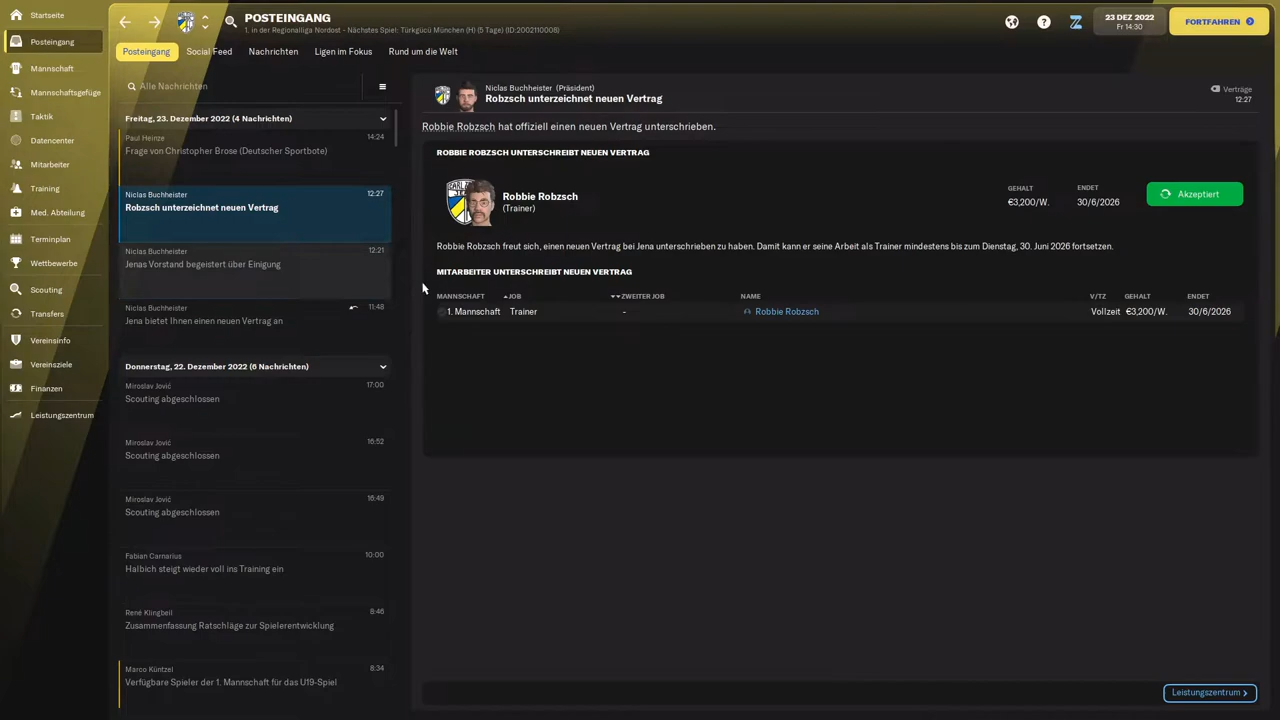 Startseite
Posteingang
Mannschaft
Mannschaftsgefüge
Taktik
Datencenter
Mitarbeiter
Training
Med. Abteilung
Terminplan
Wettbewerbe
Scouting
Transfers
Vereinsinfo
Vereinsziele
Finanzen
Leistungszentrum
POSTEINGANG
1. in der Regionalliga Nordost - Nächstes Spiel: Türkgücü München (H) (5 Tage) (ID:2002110008)
23 DEZ 2022
Fr 14:30
FORTFAHREN
Posteingang Social Feed Nachrichten Ligen im Fokus Rund um die Welt
Alle Nachrichten
Freitag, 23. Dezember 2022 (4 Nachrichten)
Paul Heinze 14:24
Frage von Christopher Brose (Deutscher Sportbote)
Niclas Buchheister 12:27
Robzsch unterzeichnet neuen Vertrag
Niclas Buchheister 12:21
Jenas Vorstand begeistert über Einigung
Niclas Buchheister 11:48
Jena bietet Ihnen einen neuen Vertrag an
Donnerstag, 22. Dezember 2022 (6 Nachrichten)
Miroslav Jović 17:00
Scouting abgeschlossen
Miroslav Jović 16:52
Scouting abgeschlossen
Miroslav Jović 16:49
Scouting abgeschlossen
Fabian Carnarius 10:00
Halbich steigt wieder voll ins Training ein
René Klingbeil 8:46
Zusammenfassung Ratschläge zur Spielerentwicklung
Marco Küntzel 8:34
Verfügbare Spieler der 1. Mannschaft für das U19-Spiel
Niclas Buchheister (Präsident)
Robzsch unterzeichnet neuen Vertrag
Verträge
12:27
Robbie Robzsch hat offiziell einen neuen Vertrag unterschrieben.
ROBBIE ROBZSCH UNTERSCHREIBT NEUEN VERTRAG
Robbie Robzsch
(Trainer)
GEHALT ENDET
€3,200/W. 30/6/2026
Akzeptiert
Robbie Robzsch freut sich, einen neuen Vertrag bei Jena unterschrieben zu haben. Damit kann er seine Arbeit als Trainer mindestens bis zum Dienstag, 30. Juni 2026 fortsetzen.
MITARBEITER UNTERSCHREIBT NEUEN VERTRAG
MANNSCHAFT JOB ZWEITER JOB NAME V/TZ GEHALT ENDET
1. Mannschaft Trainer - Robbie Robzsch Vollzeit €3,200/W. 30/6/2026
Leistungszentrum